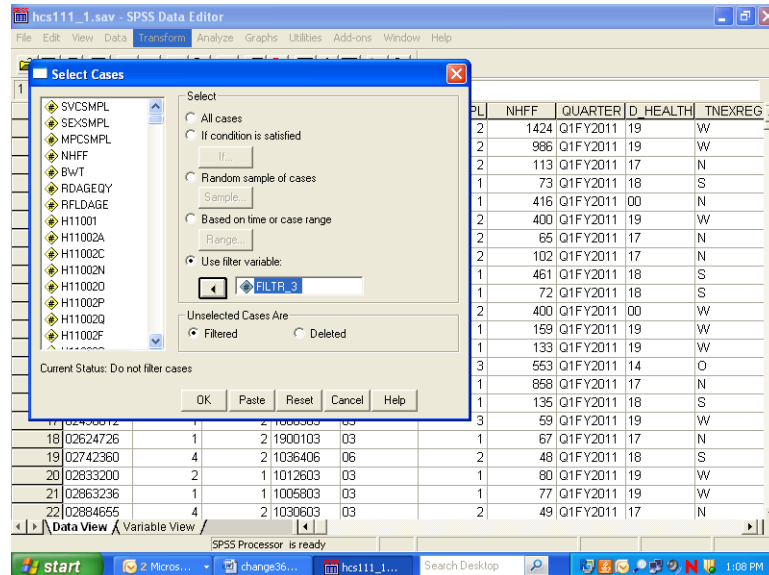 hcs111_1.sav - SPSS Data Editor
File Edit View Data Transform Analyze Graphs Utilities Add-ons Window Help
Select Cases
1
SVCSMPL
SEXSMPL
MPCSMPL
NHFF
BWT
RDAGEQY
RFLDAGE
H11001
H11002A
H11002C
H11002N
H11002O
H11002P
H11002Q
H11002F
Select
All cases
If condition is satisfied
If...
Random sample of cases
Sample...
Based on time or case range
Range...
Use filter variable:
FILTR_3
Unselected Cases Are
Filtered Deleted
Current Status: Do not filter cases
OK Paste Reset Cancel Help
PL NHFF QUARTER D_HEALTH TNEXREG
2 1424 Q1FY2011 19 W
2 986 Q1FY2011 19 W
2 113 Q1FY2011 17 N
1 73 Q1FY2011 18 S
1 416 Q1FY2011 00 N
2 400 Q1FY2011 19 W
2 65 Q1FY2011 17 N
2 102 Q1FY2011 17 N
1 461 Q1FY2011 18 S
1 72 Q1FY2011 18 S
2 400 Q1FY2011 00 W
1 159 Q1FY2011 19 W
1 133 Q1FY2011 19 W
3 553 Q1FY2011 14 O
1 858 Q1FY2011 17 N
1 135 Q1FY2011 18 S
3 59 Q1FY2011 19 W
18 02624726 1 2 1900103 03 1 67 Q1FY2011 17 N
19 02742360 4 2 1036406 06 2 48 Q1FY2011 18 S
20 02833200 2 1 1012603 03 1 80 Q1FY2011 19 W
21 02863236 1 1 1005803 03 1 77 Q1FY2011 19 W
22 02884655 4 2 1030603 03 2 49 Q1FY2011 17 N
Data View Variable View
SPSS Processor is ready
start 2 Micros... change36... hcs111_1... Search Desktop 1:08 PM